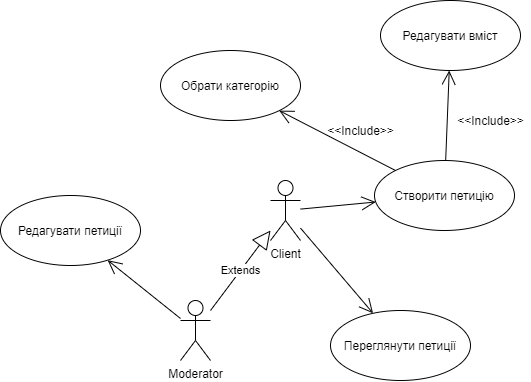 Редагувати вміст
Обрати категорію
<<Include>>
<<Include>>
Створити петицію
Редагувати петиції
Client
Extends
Переглянути петиції
Moderator